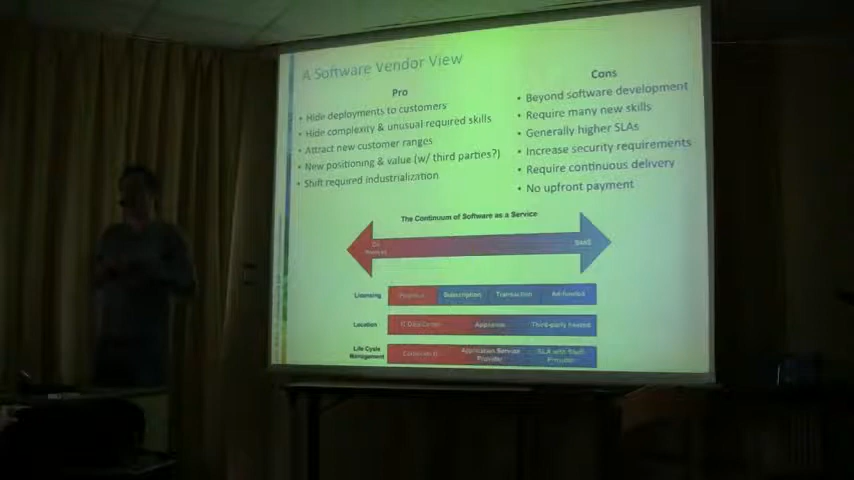 A Software Vendor View
Pro
• Hide deployments to customers
• Hide complexity & unusual required skills
• Attract new customer ranges
• New positioning & value (w/ third parties?)
• Shift required industrialization
Cons
• Beyond software development
• Require many new skills
• Generally higher SLAs
• Increase security requirements
• Require continuous delivery
• No upfront payment
The Continuum of Software as a Service
SaaS
Licensing
Subscription
Transaction
Ad-funded
Location
Appliance
Third-party hosted
Life Cycle
Management
Application Service
Provider